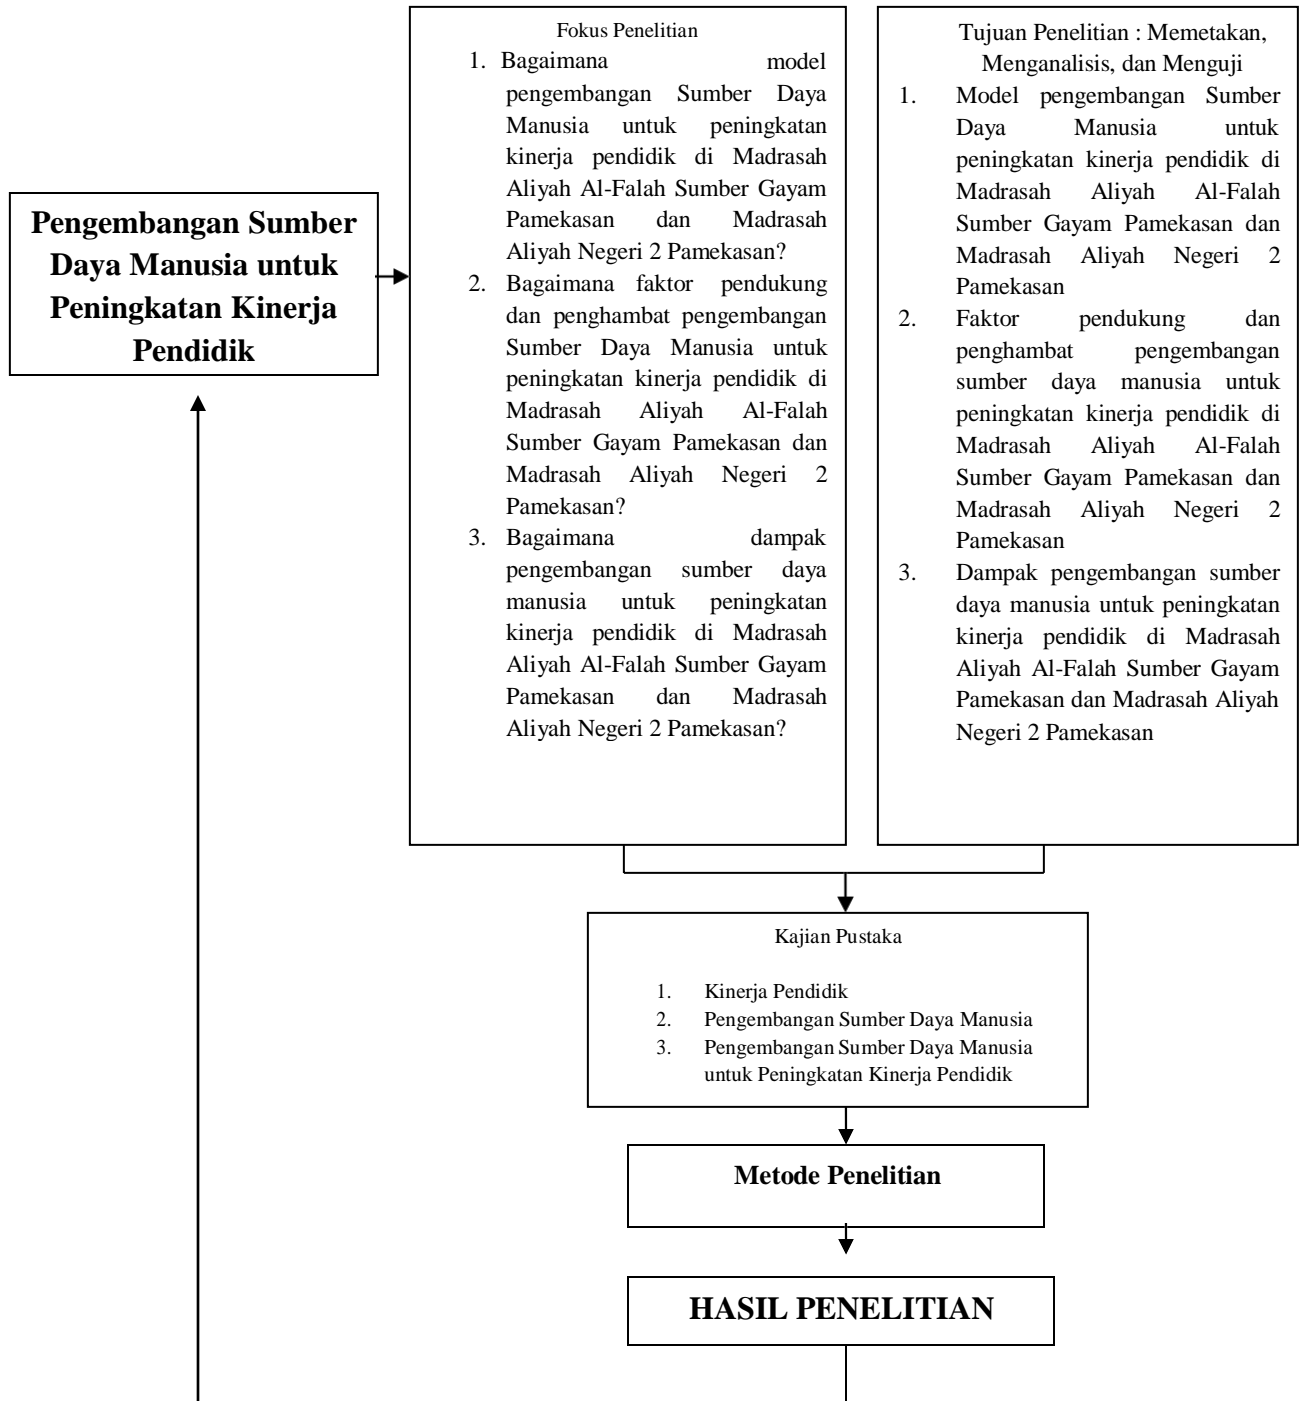 Pengembangan Sumber
Daya Manusia untuk
Peningkatan Kinerja
Pendidik
Fokus Penelitian
1. Bagaimana model
pengembangan Sumber Daya
Manusia untuk peningkatan
kinerja pendidik di Madrasah
Aliyah Al-Falah Sumber Gayam
Pamekasan dan Madrasah
Aliyah Negeri 2 Pamekasan?
2. Bagaimana faktor pendukung
dan penghambat pengembangan
Sumber Daya Manusia untuk
peningkatan kinerja pendidik di
Madrasah Aliyah Al-Falah
Sumber Gayam Pamekasan dan
Madrasah Aliyah Negeri 2
Pamekasan?
3. Bagaimana dampak
pengembangan sumber daya
manusia untuk peningkatan
kinerja pendidik di Madrasah
Aliyah Al-Falah Sumber Gayam
Pamekasan dan Madrasah
Aliyah Negeri 2 Pamekasan?
Tujuan Penelitian : Memetakan,
Menganalisis, dan Menguji
1. Model pengembangan Sumber
Daya Manusia untuk
peningkatan kinerja pendidik di
Madrasah Aliyah Al-Falah
Sumber Gayam Pamekasan dan
Madrasah Aliyah Negeri 2
Pamekasan
2. Faktor pendukung dan
penghambat pengembangan
sumber daya manusia untuk
peningkatan kinerja pendidik di
Madrasah Aliyah Al-Falah
Sumber Gayam Pamekasan dan
Madrasah Aliyah Negeri 2
Pamekasan
3. Dampak pengembangan sumber
daya manusia untuk peningkatan
kinerja pendidik di Madrasah
Aliyah Al-Falah Sumber Gayam
Pamekasan dan Madrasah Aliyah
Negeri 2 Pamekasan
Kajian Pustaka
1. Kinerja Pendidik
2. Pengembangan Sumber Daya Manusia
3. Pengembangan Sumber Daya Manusia
untuk Peningkatan Kinerja Pendidik
Metode Penelitian
HASIL PENELITIAN